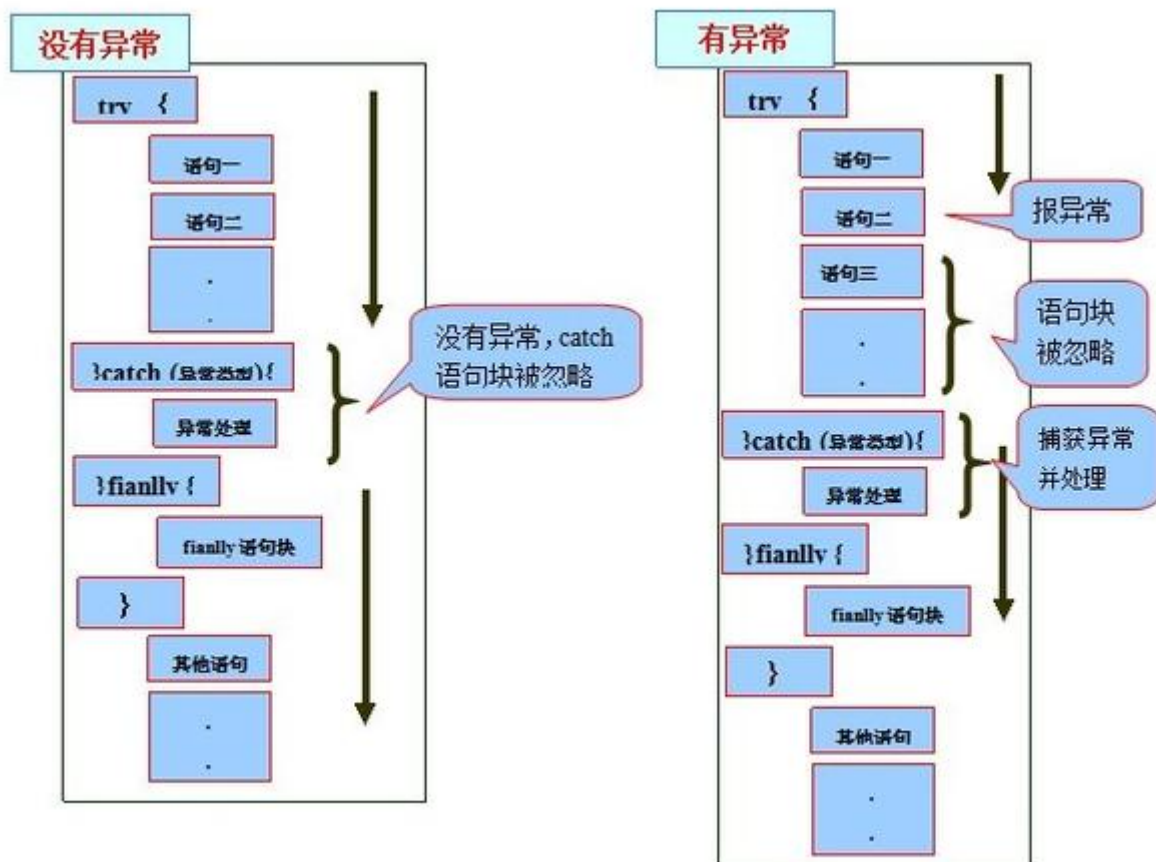 没有异常
try {
语句一
语句二
.
.
}catch (异常类型){
异常处理
}fianlly {
fianlly 语句块
}
其他语句
.
.
没有异常，catch
语句块被忽略
有异常
try {
语句一
语句二
语句三
.
.
}catch (异常类型){
异常处理
}fianlly {
fianlly 语句块
}
其他语句
.
.
报异常
语句块
被忽略
捕获异常
并处理